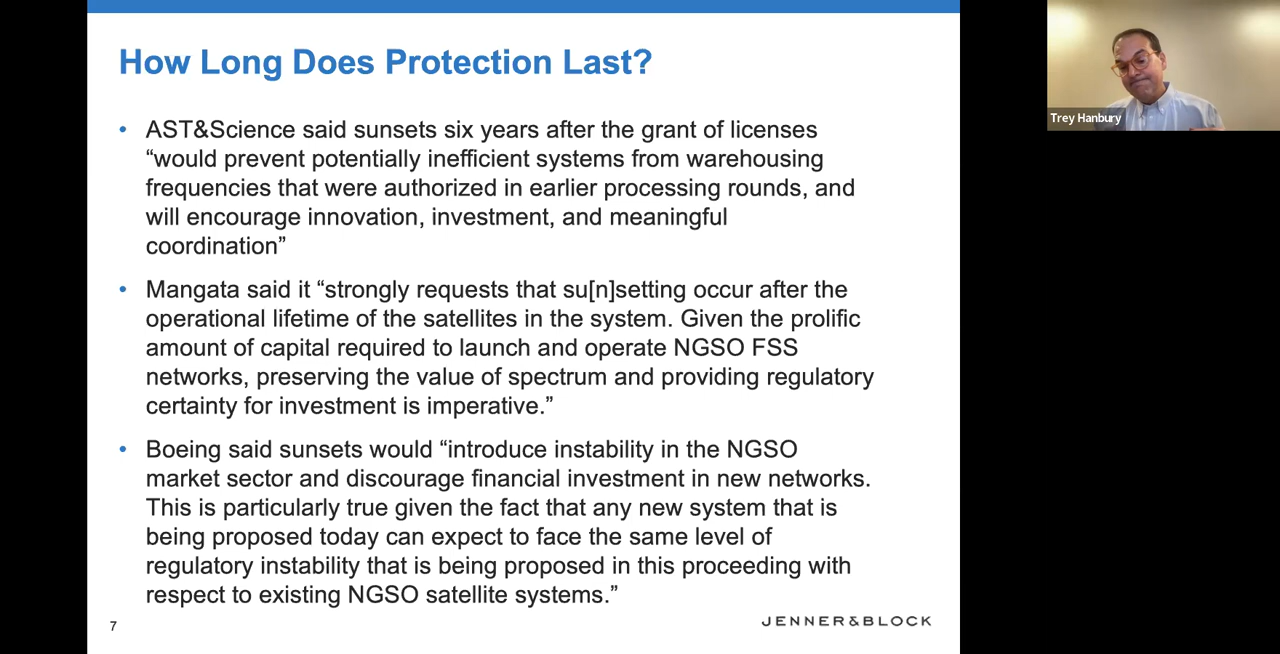 How Long Does Protection Last?
• AST&Science said sunsets six years after the grant of licenses
“would prevent potentially inefficient systems from warehousing
frequencies that were authorized in earlier processing rounds, and
will encourage innovation, investment, and meaningful
coordination”
• Mangata said it “strongly requests that su[n]setting occur after the
operational lifetime of the satellites in the system. Given the prolific
amount of capital required to launch and operate NGSO FSS
networks, preserving the value of spectrum and providing regulatory
certainty for investment is imperative.”
• Boeing said sunsets would “introduce instability in the NGSO
market sector and discourage financial investment in new networks.
This is particularly true given the fact that any new system that is
being proposed today can expect to face the same level of
regulatory instability that is being proposed in this proceeding with
respect to existing NGSO satellite systems.”
7
JENNER&BLOCK
Trey Hanbury